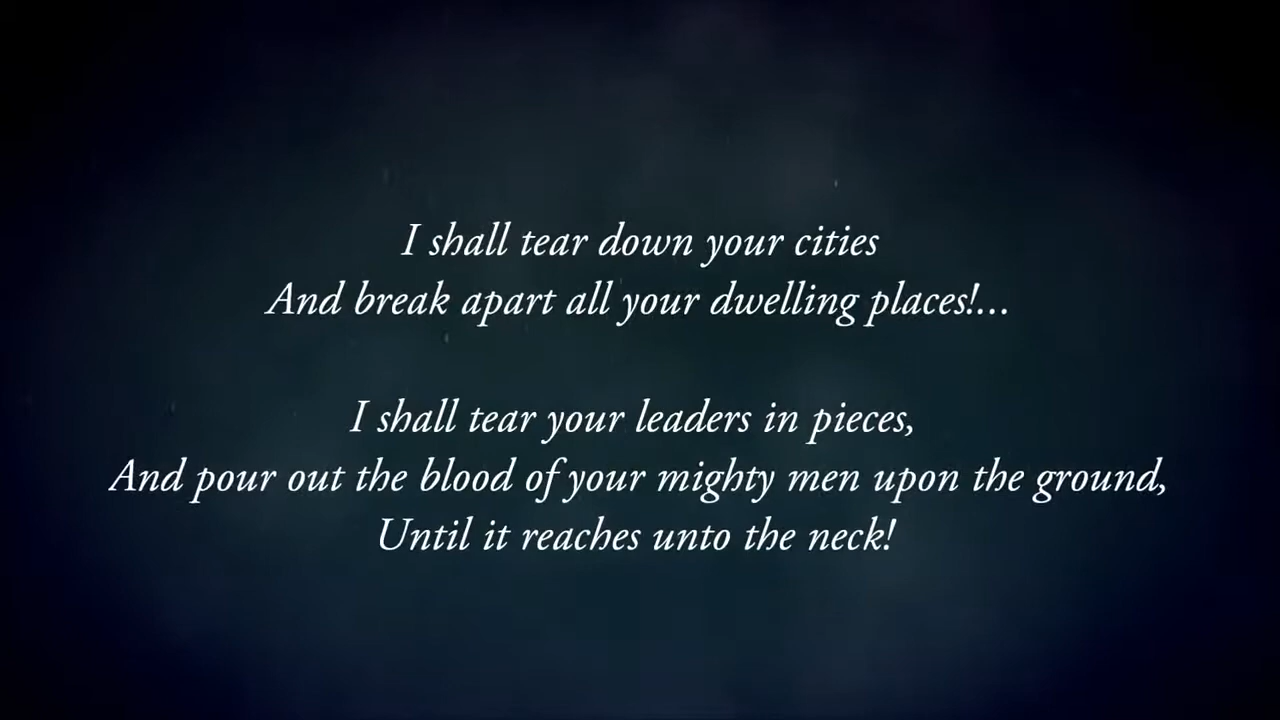 I shall tear down your cities
And break apart all your dwelling places!...
I shall tear your leaders in pieces,
And pour out the blood of your mighty men upon the ground,
Until it reaches unto the neck!